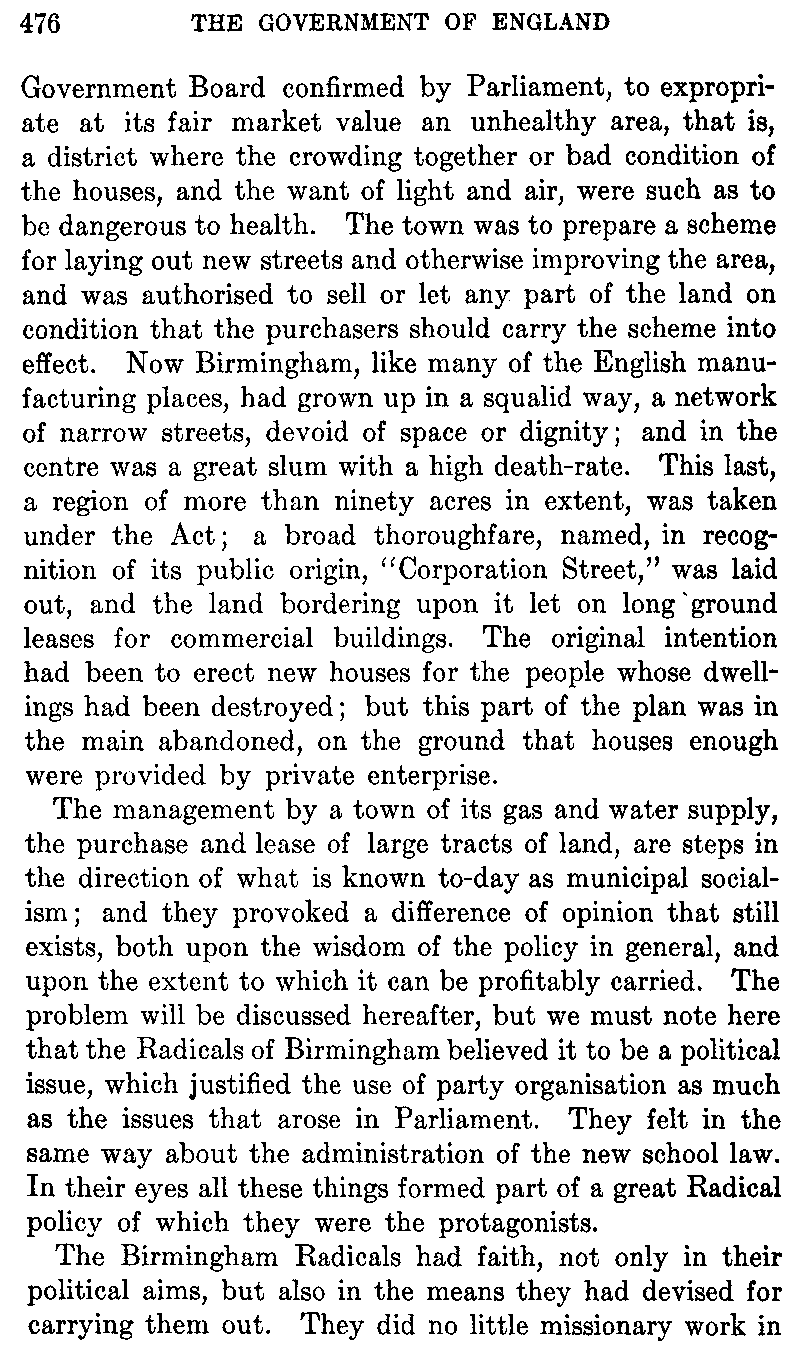 476 THE GOVERNMENT OF ENGLAND
Government Board confirmed by Parliament, to expropri-
ate at its fair market value an unhealthy area, that is,
a district where the crowding together or bad condition of
the houses, and the want of light and air, were such as to
be dangerous to health. The town was to prepare a scheme
for laying out new streets and otherwise improving the area,
and was authorised to sell or let any part of the land on
condition that the purchasers should carry the scheme into
effect. Now Birmingham, like many of the English manu-
facturing places, had grown up in a squalid way, a network
of narrow streets, devoid of space or dignity; and in the
centre was a great slum with a high death-rate. This last,
a region of more than ninety acres in extent, was taken
under the Act; a broad thoroughfare, named, in recog-
nition of its public origin, "Corporation Street," was laid
out, and the land bordering upon it let on long ground
leases for commercial buildings. The original intention
had been to erect new houses for the people whose dwell-
ings had been destroyed; but this part of the plan was in
the main abandoned, on the ground that houses enough
were provided by private enterprise.
The management by a town of its gas and water supply,
the purchase and lease of large tracts of land, are steps in
the direction of what is known to-day as municipal social-
ism; and they provoked a difference of opinion that still
exists, both upon the wisdom of the policy in general, and
upon the extent to which it can be profitably carried. The
problem will be discussed hereafter, but we must note here
that the Radicals of Birmingham believed it to be a political
issue, which justified the use of party organisation as much
as the issues that arose in Parliament. They felt in the
same way about the administration of the new school law.
In their eyes all these things formed part of a great Radical
policy of which they were the protagonists.
The Birmingham Radicals had faith, not only in their
political aims, but also in the means they had devised for
carrying them out. They did no little missionary work in